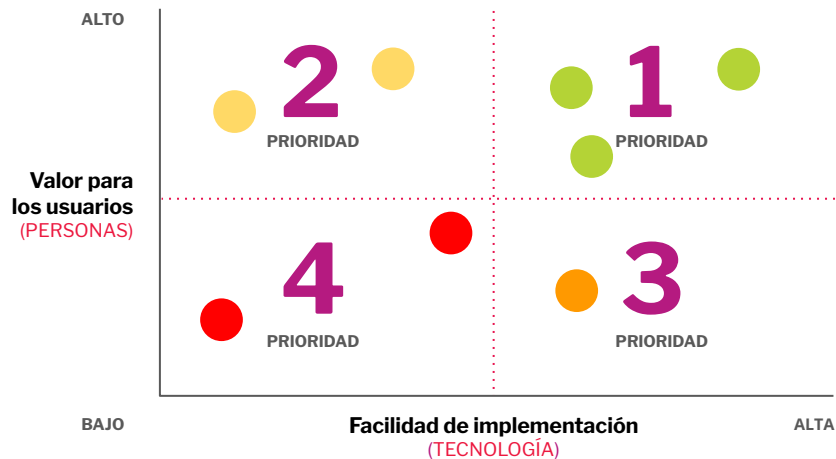 ALTO
2
PRIORIDAD
1
PRIORIDAD
Valor para
los usuarios
(PERSONAS)
4
PRIORIDAD
3
PRIORIDAD
BAJO
Facilidad de implementación
(TECNOLOGÍA)
ALTA